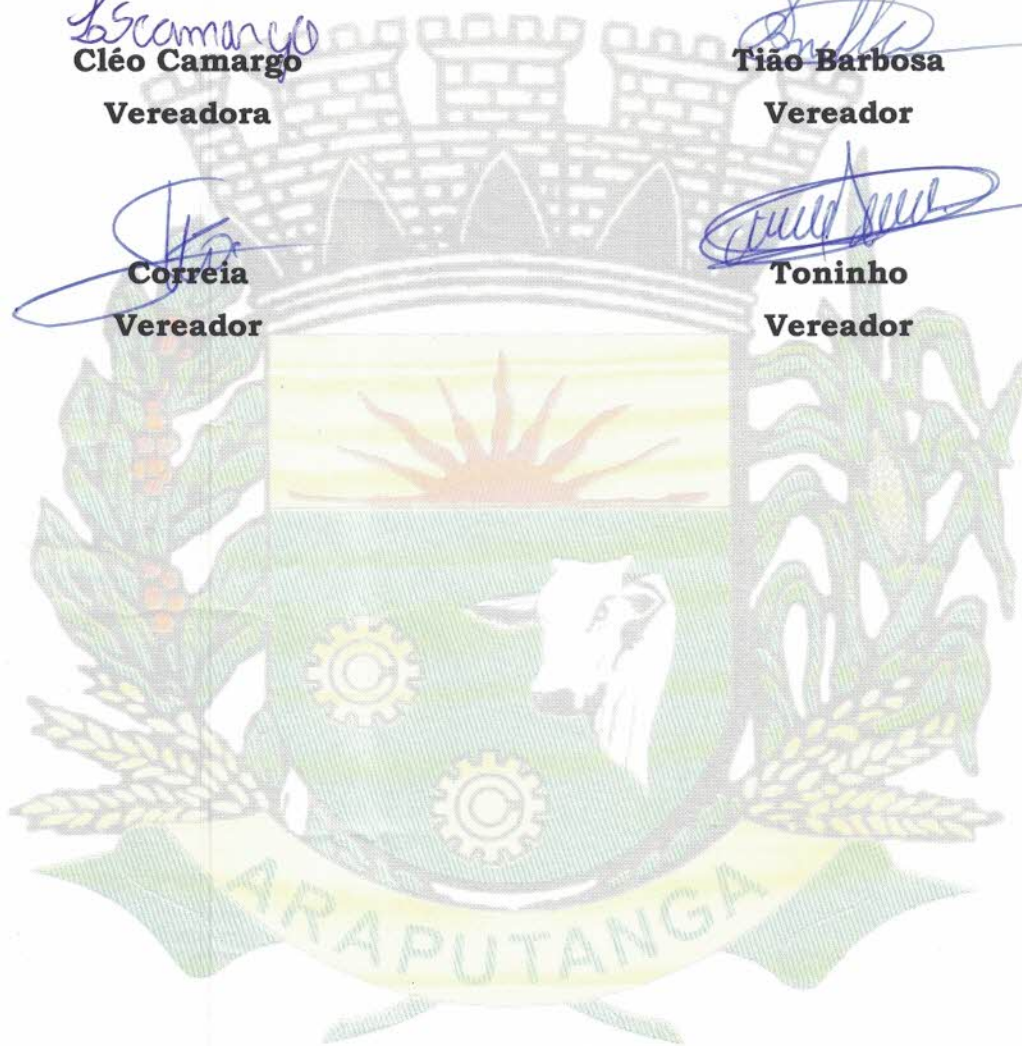 Cléo Camargo
Vereadora
Tião Barbosa
Vereador
Correia
Vereador
Toninho
Vereador
ARAPUTANGA